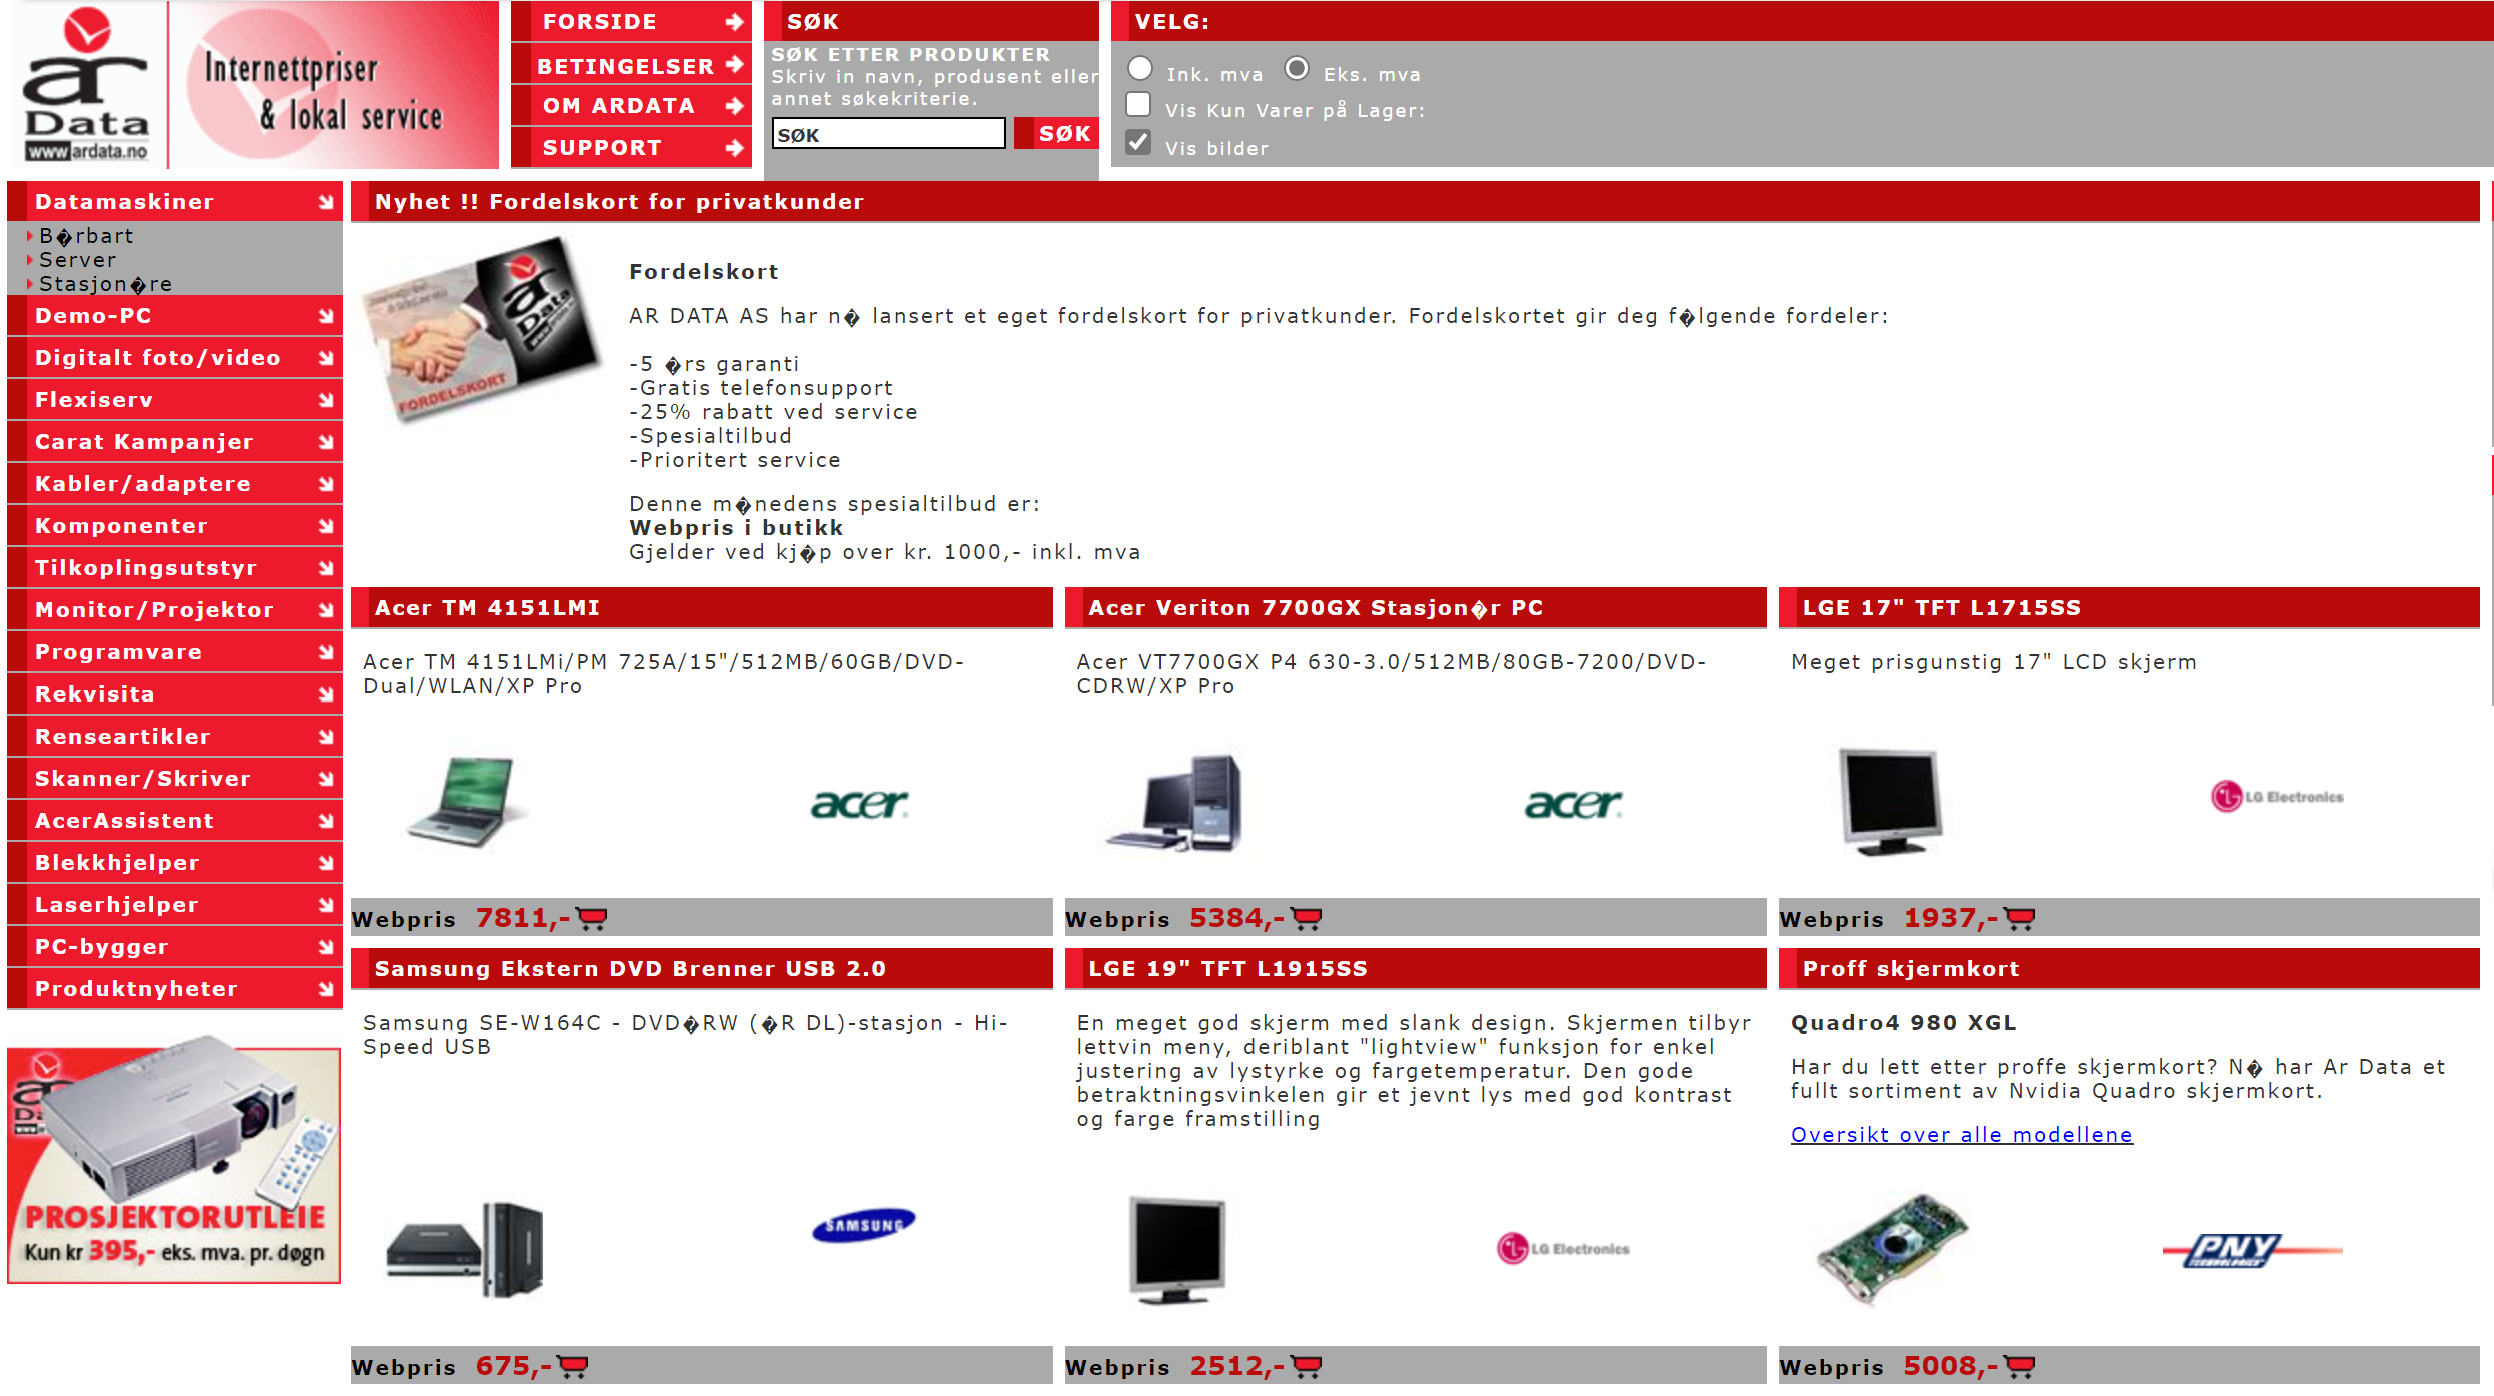 ar
Data
www.ardata.no
Internettpriser
& lokal service
FORSIDE
BETINGELSER
OM ARDATA
SUPPORT
SØK
SØK ETTER PRODUKTER
Skriv in navn, produsent eller
annet søkekriterie.
SØK
SØK
VELG:
Ink. mva Eks. mva
Vis Kun Varer på Lager:
Vis bilder
Datamaskiner
B�rbart
Server
Stasjon�re
Demo-PC
Digitalt foto/video
Flexiserv
Carat Kampanjer
Kabler/adaptere
Komponenter
Tilkoplingsutstyr
Monitor/Projektor
Programvare
Rekvisita
Renseartikler
Skanner/Skriver
AcerAssistent
Blekkhjelper
Laserhjelper
PC-bygger
Produktnyheter
PROSJEKTORUTLEIE
Kun kr 395,- eks. mva. pr. døgn
Nyhet !! Fordelskort for privatkunder
ar
Data
www.ardata.no
FORDELSKORT
Fordelskort
AR DATA AS har n� lansert et eget fordelskort for privatkunder. Fordelskortet gir deg f�lgende fordeler:
-5 �rs garanti
-Gratis telefonsupport
-25% rabatt ved service
-Spesialtilbud
-Prioritert service
Denne m�nedens spesialtilbud er:
Webpris i butikk
Gjelder ved kj�p over kr. 1000,- inkl. mva
Acer TM 4151LMI
Acer TM 4151LMi/PM 725A/15"/512MB/60GB/DVD-
Dual/WLAN/XP Pro
acer
Webpris 7811,-
Acer Veriton 7700GX Stasjon�r PC
Acer VT7700GX P4 630-3.0/512MB/80GB-7200/DVD-
CDRW/XP Pro
acer
Webpris 5384,-
LGE 17" TFT L1715SS
Meget prisgunstig 17" LCD skjerm
LG Electronics
Webpris 1937,-
Samsung Ekstern DVD Brenner USB 2.0
Samsung SE-W164C - DVD�RW (�R DL)-stasjon - Hi-
Speed USB
SAMSUNG
Webpris 675,-
LGE 19" TFT L1915SS
En meget god skjerm med slank design. Skjermen tilbyr
lettvin meny, deriblant "lightview" funksjon for enkel
justering av lystyrke og fargetemperatur. Den gode
betraktningsvinkelen gir et jevnt lys med god kontrast
og farge framstilling
LG Electronics
Webpris 2512,-
Proff skjermkort
Quadro4 980 XGL
Har du lett etter proffe skjermkort? N� har Ar Data et
fullt sortiment av Nvidia Quadro skjermkort.
Oversikt over alle modellene
PNY
TECHNOLOGIES
Webpris 5008,-